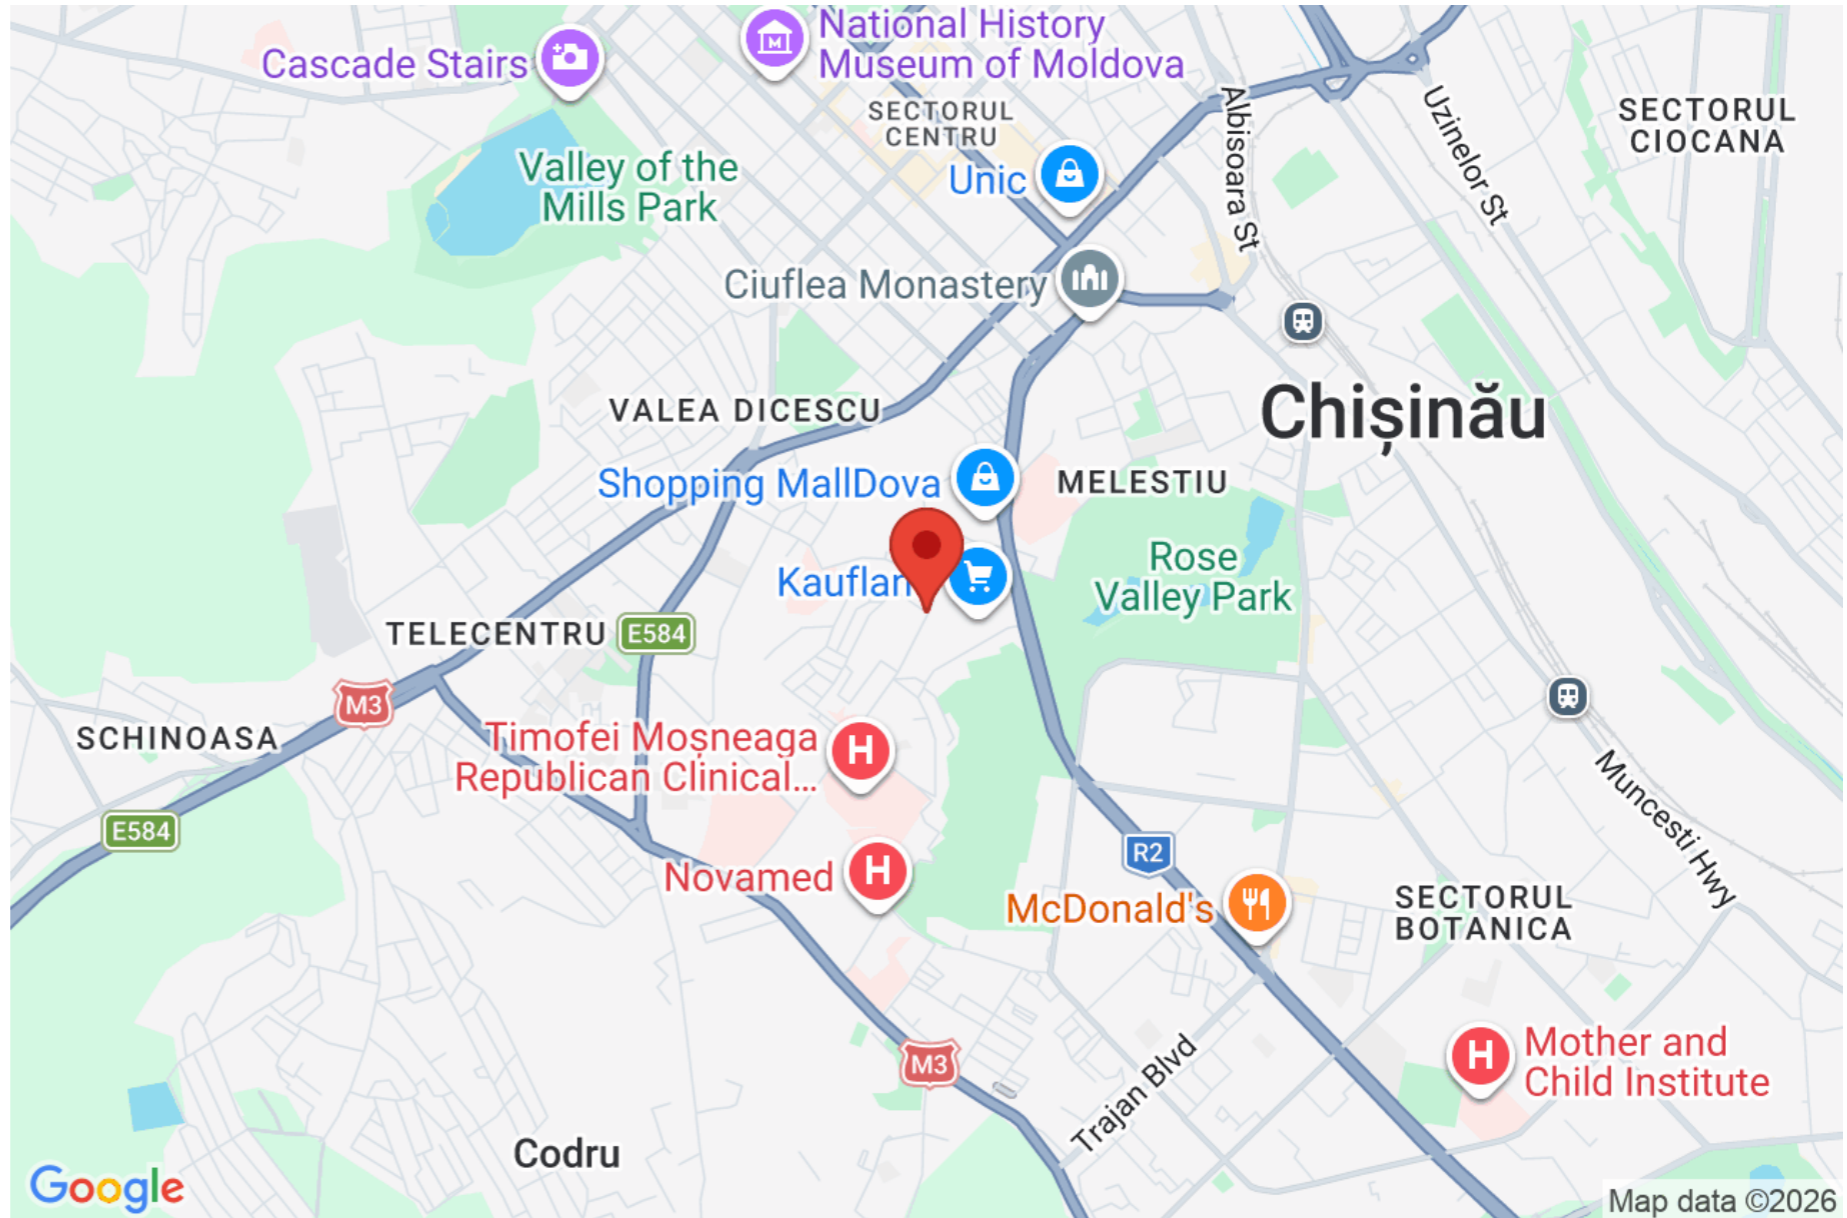 National History
Museum of Moldova
Cascade Stairs
SECTORUL
CENTRU
Albisoara St
Uzinelor St
SECTORUL
CIOCANA
Valley of the
Mills Park
Unic
Ciuflea Monastery
Chișinău
VALEA DICESCU
Shopping MallDova
MELESTIU
Rose
Valley Park
Kauflan
TELECENTRU
E584
M3
SCHINOASA
Timofei Moșneaga
Republican Clinical...
H
E584
Muncesti Hwy
R2
Novamed
H
McDonald's
SECTORUL
BOTANICA
Mother and
Child Institute
H
M3
Trajan Blvd
Codru
Google
Map data ©2026